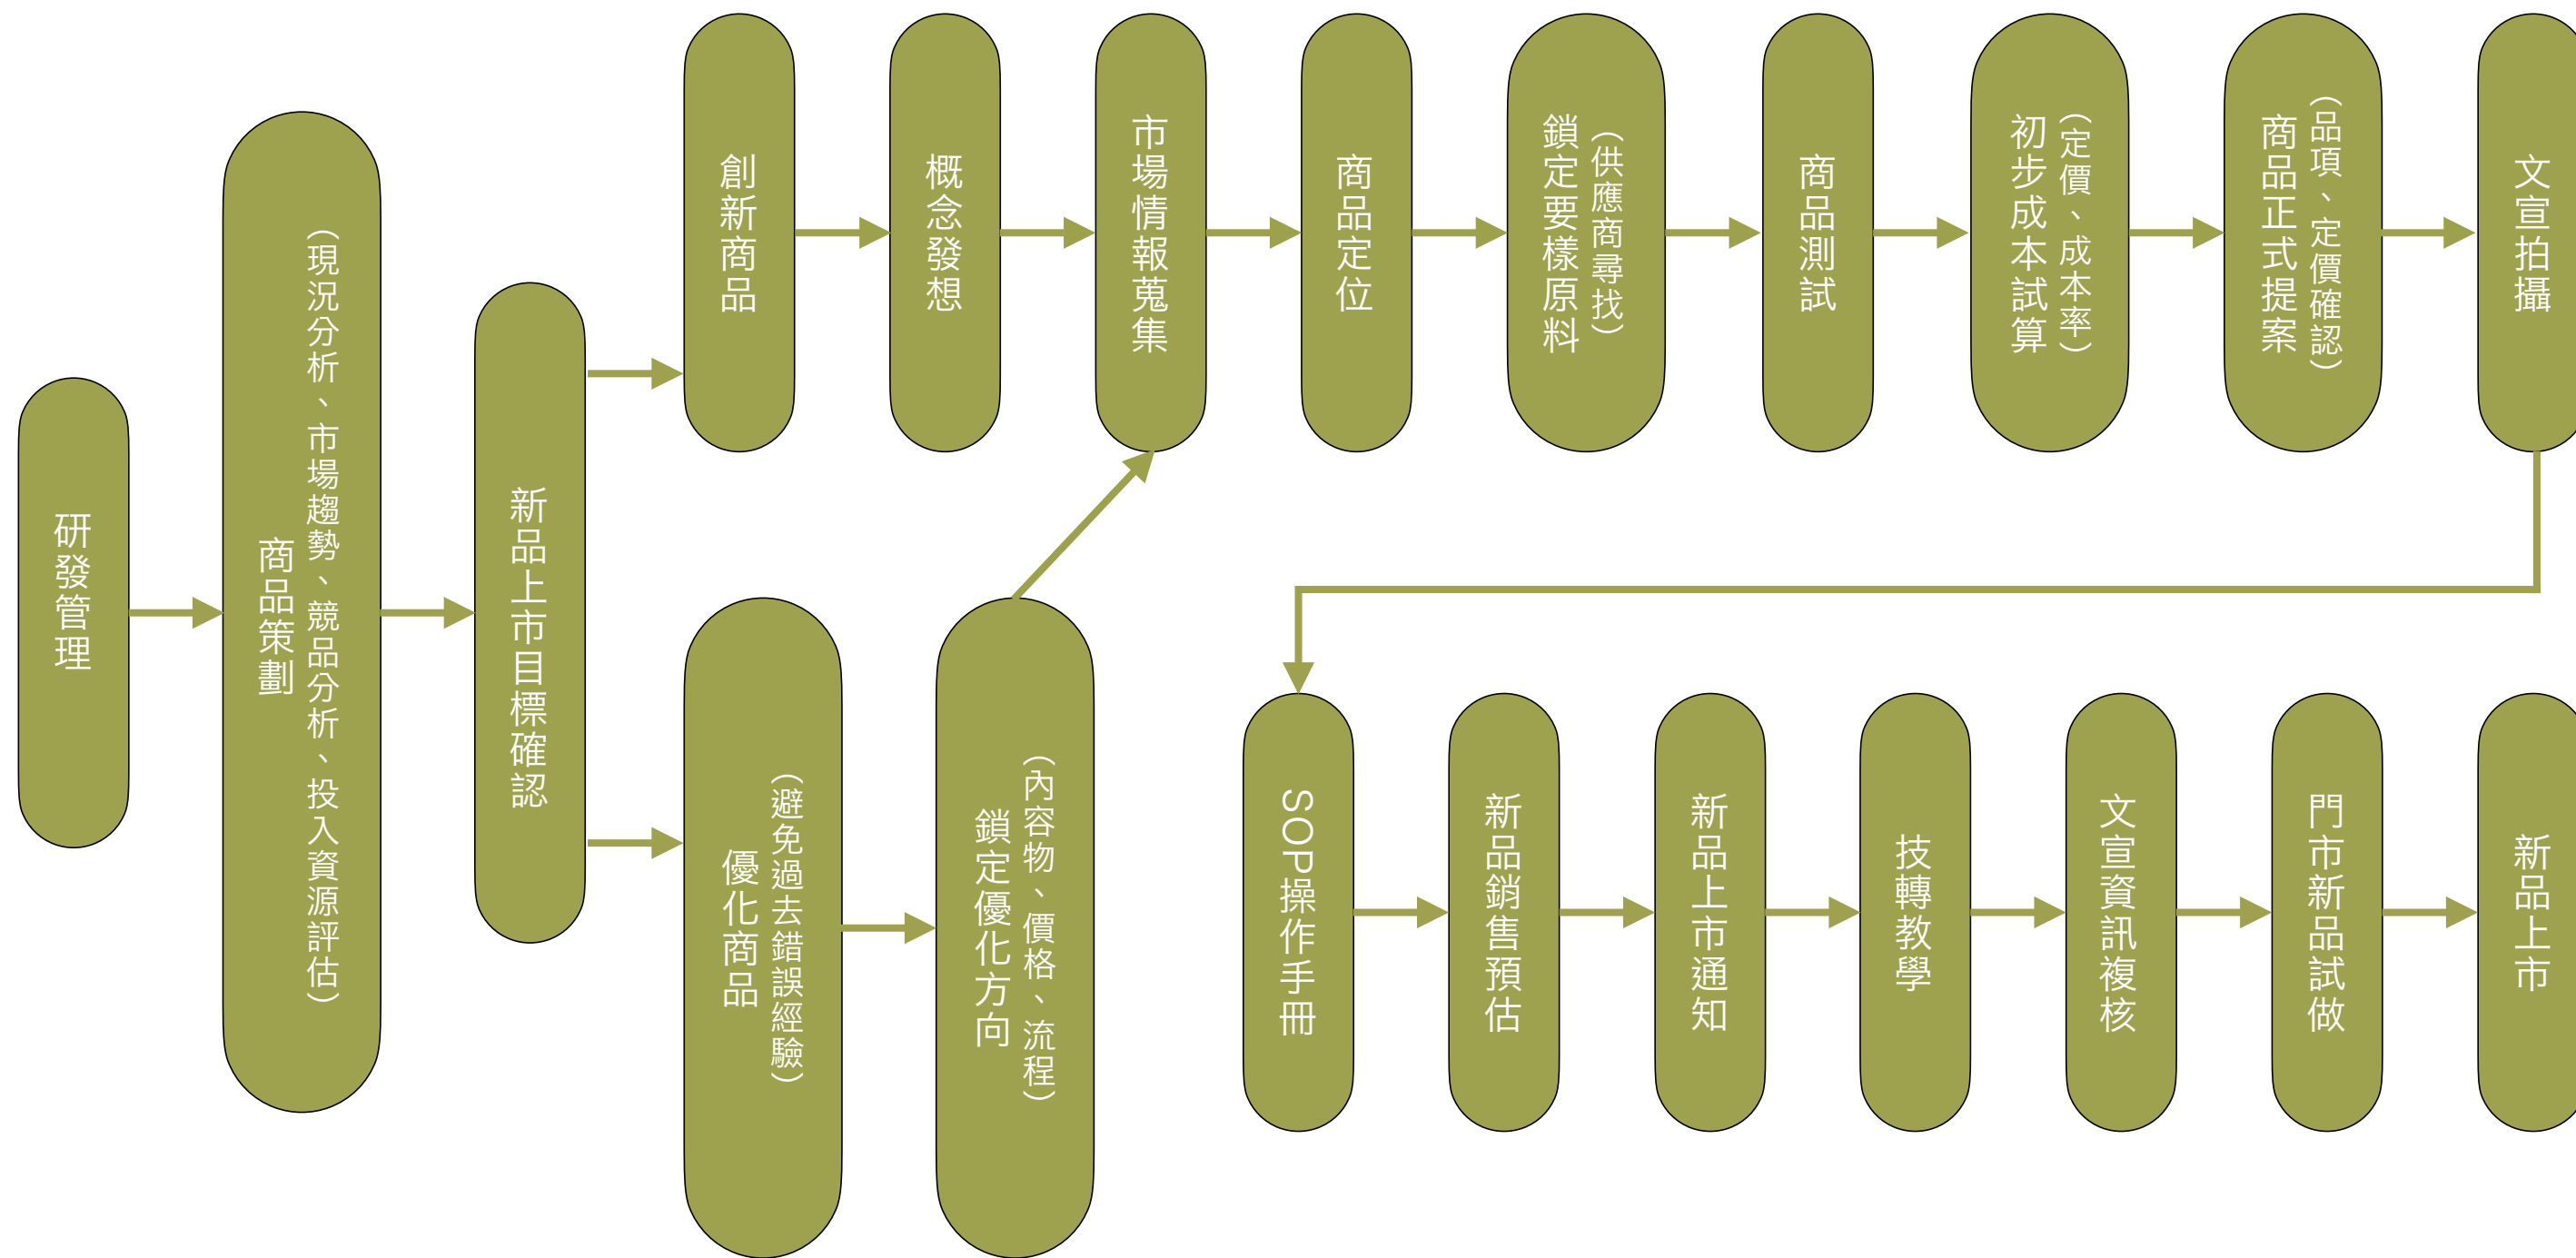 研發管理
商品策劃
（現況分析、市場趨勢、競品分析、投入資源評估）
新品上市目標確認
創新商品
概念發想
市場情報蒐集
商品定位
鎖定要樣原料
（供應商尋找）
商品測試
初步成本試算
（定價、成本率）
商品正式提案
（品項、定價確認）
文宣拍攝
優化商品
（避免過去錯誤經驗）
鎖定優化方向
（內容物、價格、流程）
SOP操作手冊
新品銷售預估
新品上市通知
技轉教學
文宣資訊複核
門市新品試做
新品上市